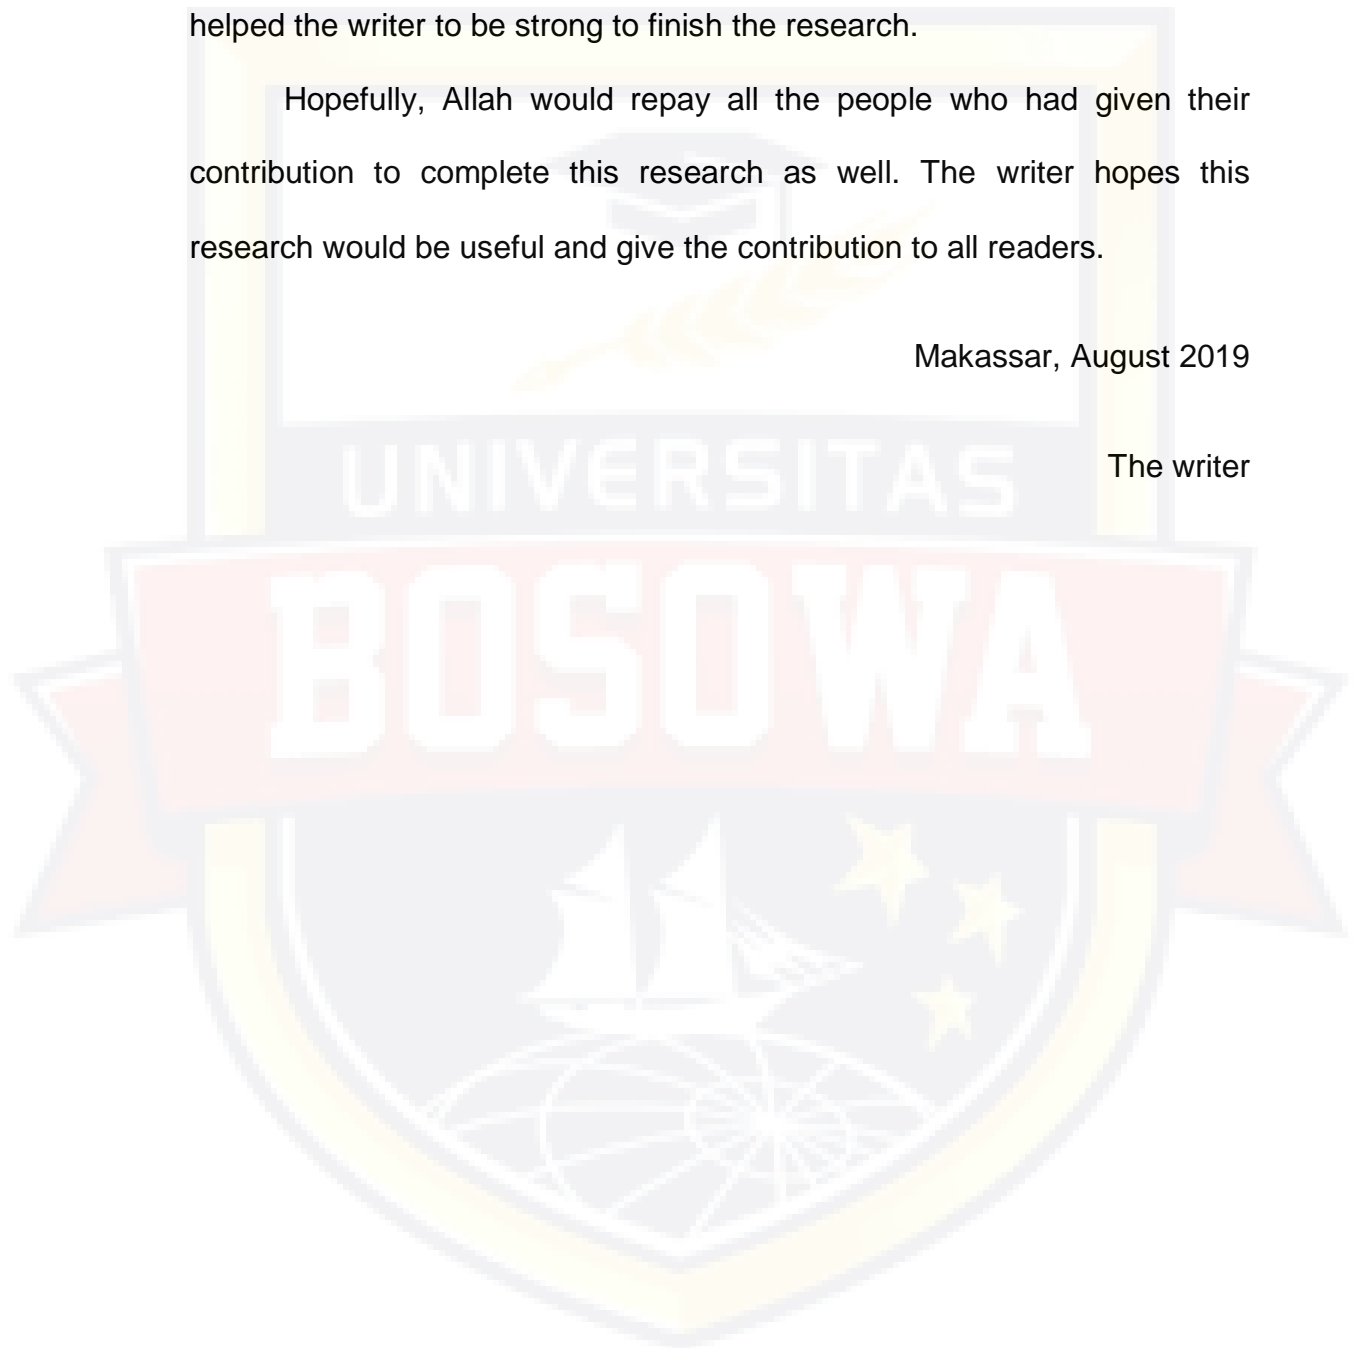 helped the writer to be strong to finish the research.
Hopefully, Allah would repay all the people who had given their
contribution to complete this research as well. The writer hopes this
research would be useful and give the contribution to all readers.
Makassar, August 2019
The writer
UNIVERSITAS
BOSOWA